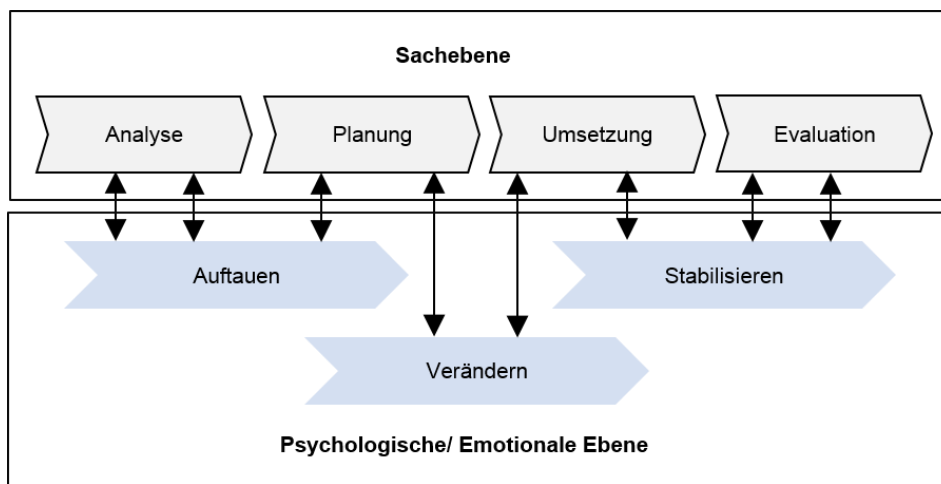 Sachebene
Analyse
Planung
Umsetzung
Evaluation
Auftauen
Stabilisieren
Verändern
Psychologische/ Emotionale Ebene